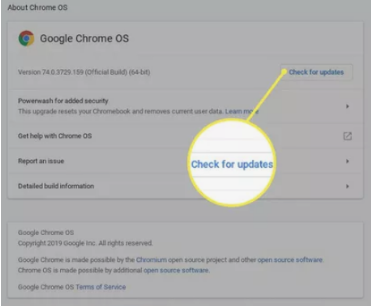 About Chrome OS
Google Chrome OS
Version 74.0.3729.159 (Official Build) (64-bit)
Check for updates
Powerwash for added security
This upgrade resets your Chromebook and removes current user data. Learn more
Get help with Chrome OS
Check for updates
Report an issue
Detailed build information
Google Chrome OS
Copyright 2019 Google Inc. All rights reserved.
Google Chrome is made possible by the Chromium open source project and other open source software.
Chrome OS is made possible by additional open source software.
Google Chrome OS Terms of Service